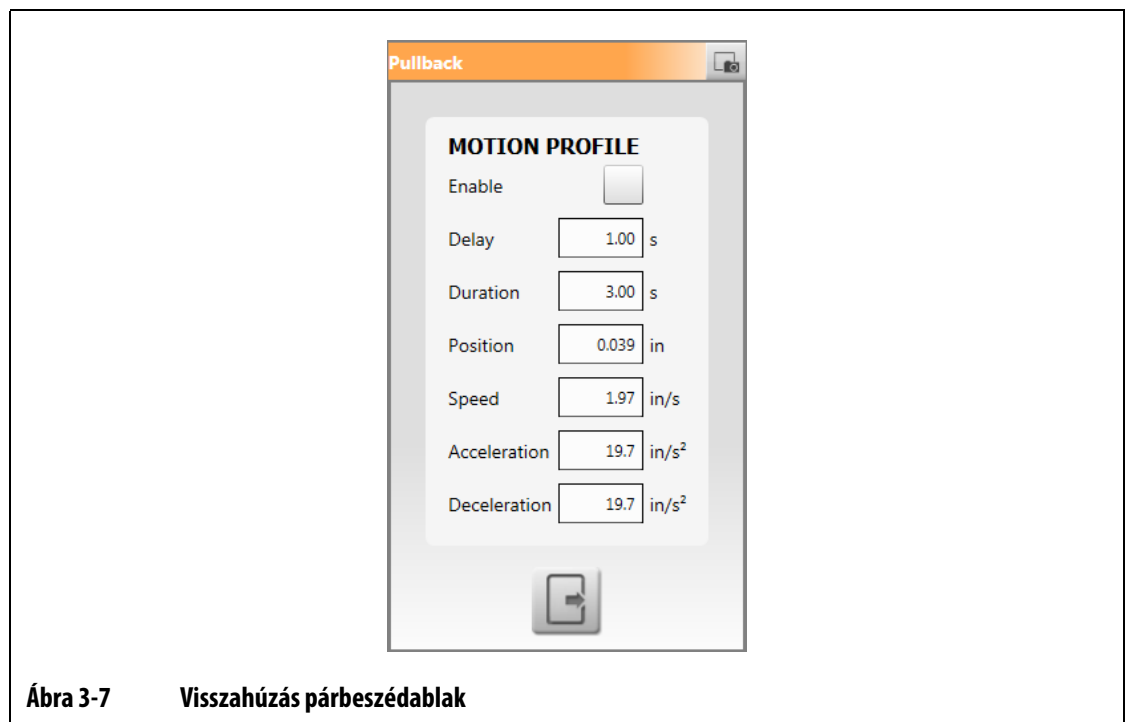 Pullback
MOTION PROFILE
Enable
Delay 1.00 s
Duration 3.00 s
Position 0.039 in
Speed 1.97 in/s
Acceleration 19.7 in/s²
Deceleration 19.7 in/s²
Ábra 3-7 Visszahúzás párbeszédablak